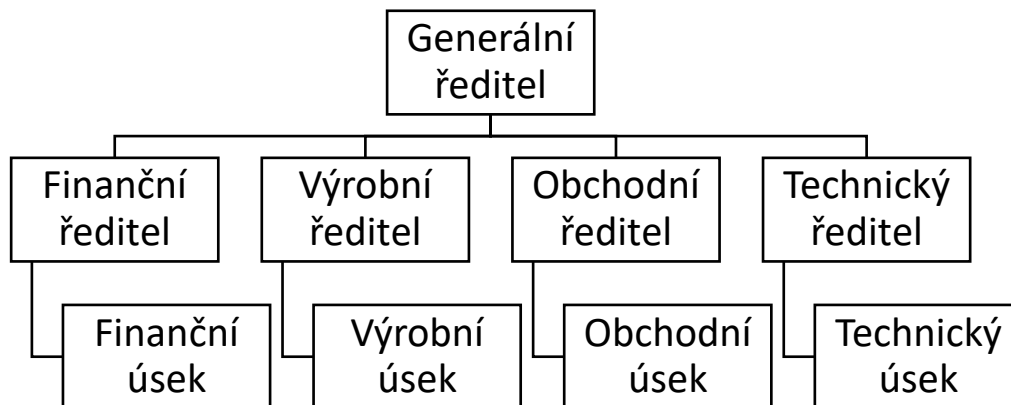 Generální
ředitel
Finanční
ředitel
Výrobní
ředitel
Obchodní
ředitel
Technický
ředitel
Finanční
úsek
Výrobní
úsek
Obchodní
úsek
Technický
úsek